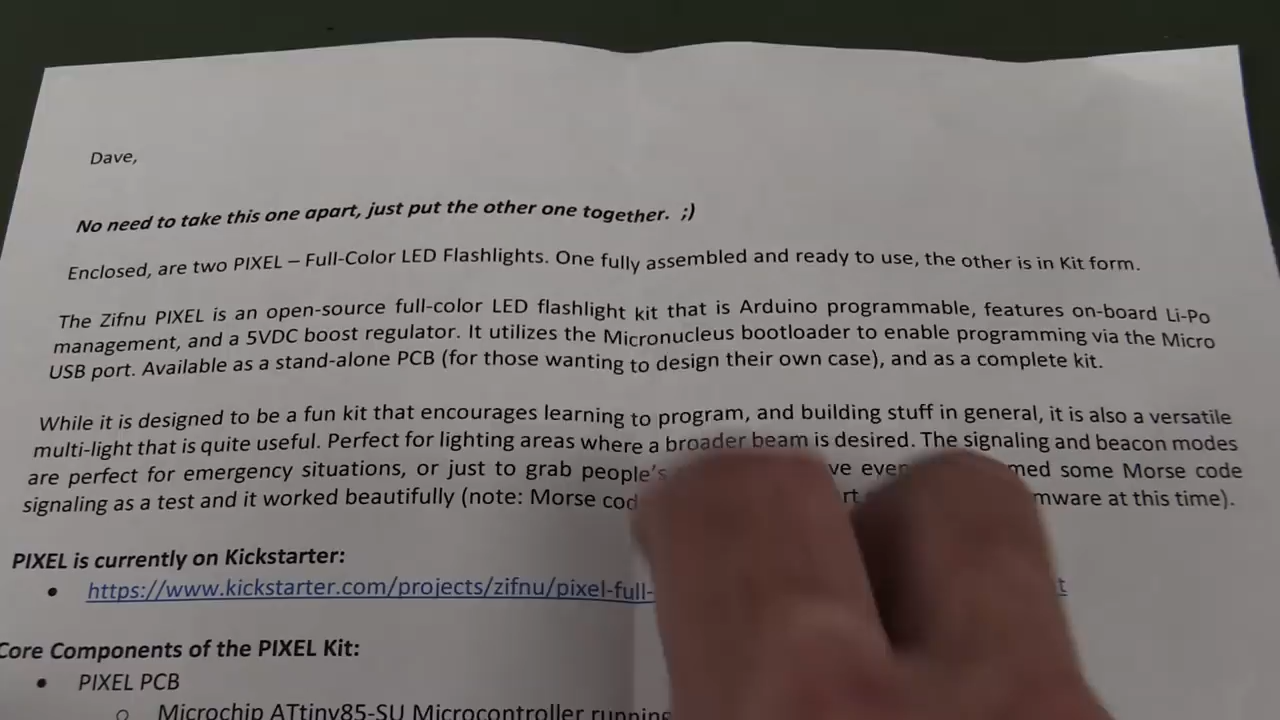 Dave,
No need to take this one apart, just put the other one together. ;)
Enclosed, are two PIXEL – Full-Color LED Flashlights. One fully assembled and ready to use, the other is in Kit form.
The Zifnu PIXEL is an open-source full-color LED flashlight kit that is Arduino programmable, features on-board Li-Po
management, and a 5VDC boost regulator. It utilizes the Micronucleus bootloader to enable programming via the Micro
USB port. Available as a stand-alone PCB (for those wanting to design their own case), and as a complete kit.
While it is designed to be a fun kit that encourages learning to program, and building stuff in general, it is also a versatile
multi-light that is quite useful. Perfect for lighting areas where a broader beam is desired. The signaling and beacon modes
are perfect for emergency situations, or just to grab people's some Morse code
signaling as a test and it worked beautifully (note: Morse at this time).
PIXEL is currently on Kickstarter:
• https://www.kickstarter.com/projects/zifnu/pixel-full-
Core Components of the PIXEL Kit:
• PIXEL PCB
o Microchip ATtiny85-SU Microcontroller running